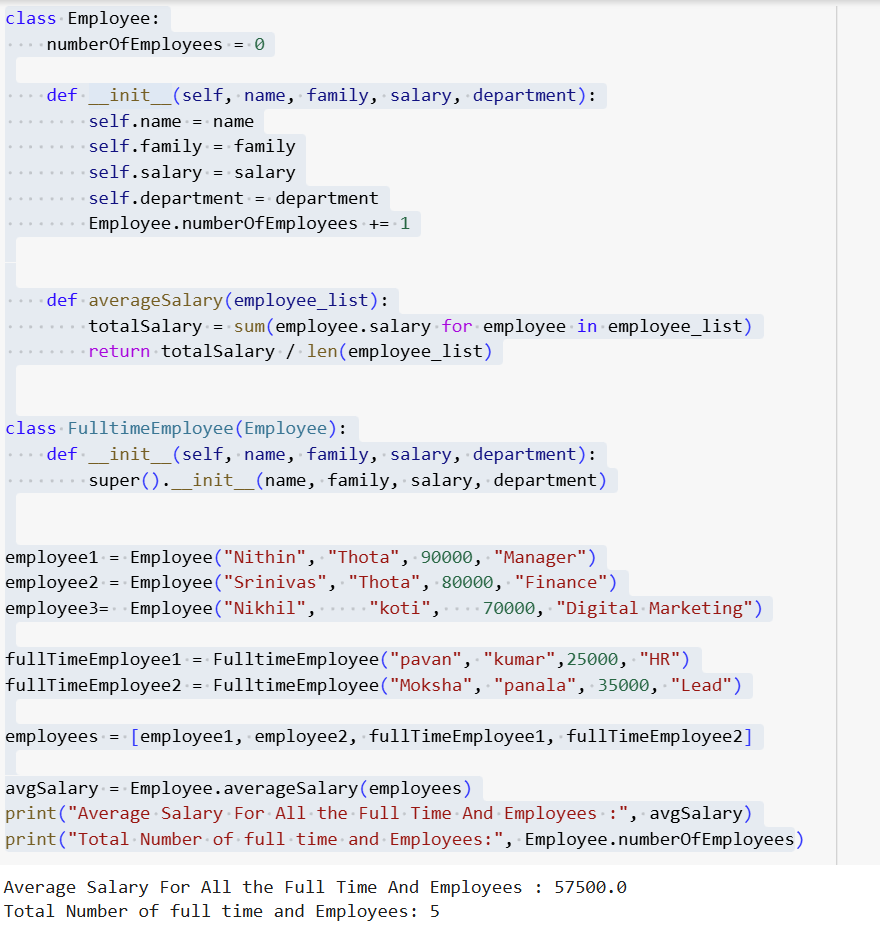 class Employee:
    numberOfEmployees = 0
    def __init__(self, name, family, salary, department):
        self.name = name
        self.family = family
        self.salary = salary
        self.department = department
        Employee.numberOfEmployees += 1
    def averageSalary(employee_list):
        totalSalary = sum(employee.salary for employee in employee_list)
        return totalSalary / len(employee_list)
class FulltimeEmployee(Employee):
    def __init__(self, name, family, salary, department):
        super().__init__(name, family, salary, department)
employee1 = Employee("Nithin", "Thota", 90000, "Manager")
employee2 = Employee("Srinivas", "Thota", 80000, "Finance")
employee3=  Employee("Nikhil",     "koti",    70000, "Digital Marketing")
fullTimeEmployee1 = FulltimeEmployee("pavan", "kumar",25000, "HR")
fullTimeEmployee2 = FulltimeEmployee("Moksha", "panala", 35000, "Lead")
employees = [employee1, employee2, fullTimeEmployee1, fullTimeEmployee2]
avgSalary = Employee.averageSalary(employees)
print("Average Salary For All the Full Time And Employees :", avgSalary)
print("Total Number of full time and Employees:", Employee.numberOfEmployees)
Average Salary For All the Full Time And Employees : 57500.0
Total Number of full time and Employees: 5